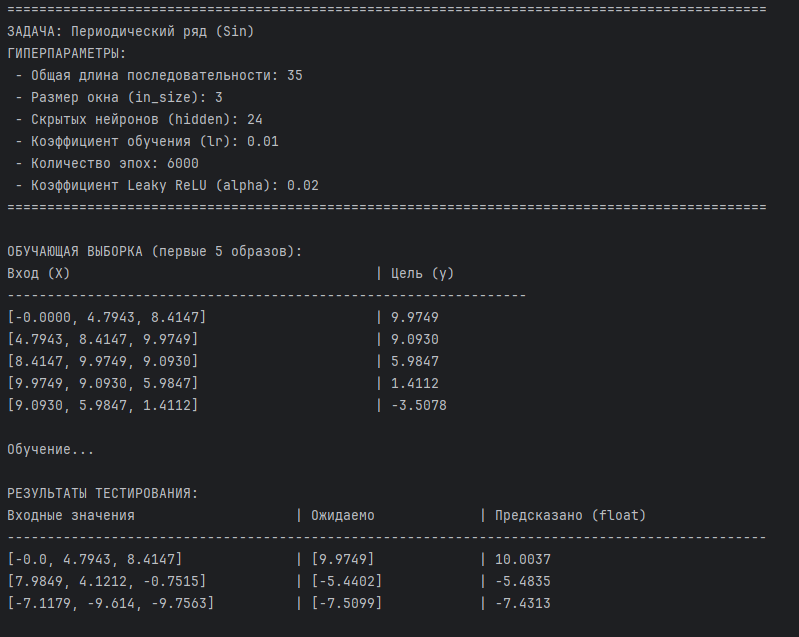 ===============================================================================================
ЗАДАЧА: Периодический ряд (Sin)
ГИПЕРПАРАМЕТРЫ:
 - Общая длина последовательности: 35
 - Размер окна (in_size): 3
 - Скрытых нейронов (hidden): 24
 - Коэффициент обучения (lr): 0.01
 - Количество эпох: 6000
 - Коэффициент Leaky ReLU (alpha): 0.02
===============================================================================================
ОБУЧАЮЩАЯ ВЫБОРКА (первые 5 образов):
Вход (X)                                      | Цель (y)
-----------------------------------------------------------------
[-0.0000, 4.7943, 8.4147]                     | 9.9749
[4.7943, 8.4147, 9.9749]                      | 9.0930
[8.4147, 9.9749, 9.0930]                      | 5.9847
[9.9749, 9.0930, 5.9847]                      | 1.4112
[9.0930, 5.9847, 1.4112]                      | -3.5078
Обучение...
РЕЗУЛЬТАТЫ ТЕСТИРОВАНИЯ:
Входные значения                    | Ожидаемо             | Предсказано (float)
-----------------------------------------------------------------------------------------------
[-0.0, 4.7943, 8.4147]              | [9.9749]             | 10.0037
[7.9849, 4.1212, -0.7515]           | [-5.4402]            | -5.4835
[-7.1179, -9.614, -9.7563]          | [-7.5099]            | -7.4313